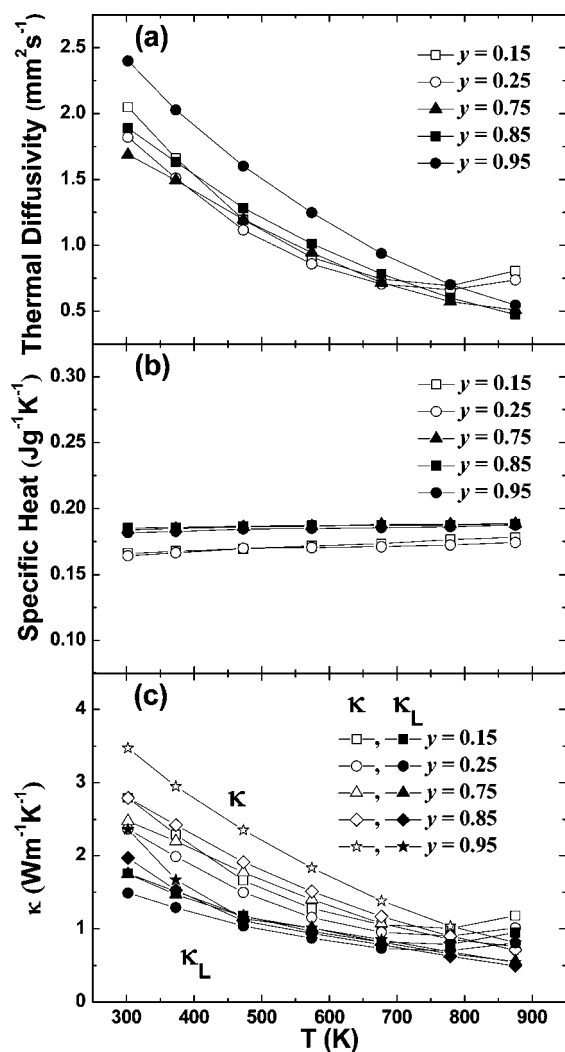 (a)
Thermal Diffusivity (mm²s⁻¹)
2.5
2.0
1.5
1.0
0.5
y = 0.15
y = 0.25
y = 0.75
y = 0.85
y = 0.95
(b)
Specific Heat (Jg⁻¹K⁻¹)
0.30
0.25
0.20
0.15
0.10
y = 0.15
y = 0.25
y = 0.75
y = 0.85
y = 0.95
(c)
κ (Wm⁻¹K⁻¹)
4
3
2
1
0
κ κL
, y = 0.15
, y = 0.25
, y = 0.75
, y = 0.85
, y = 0.95
κ
κL
300 400 500 600 700 800 900
T (K)